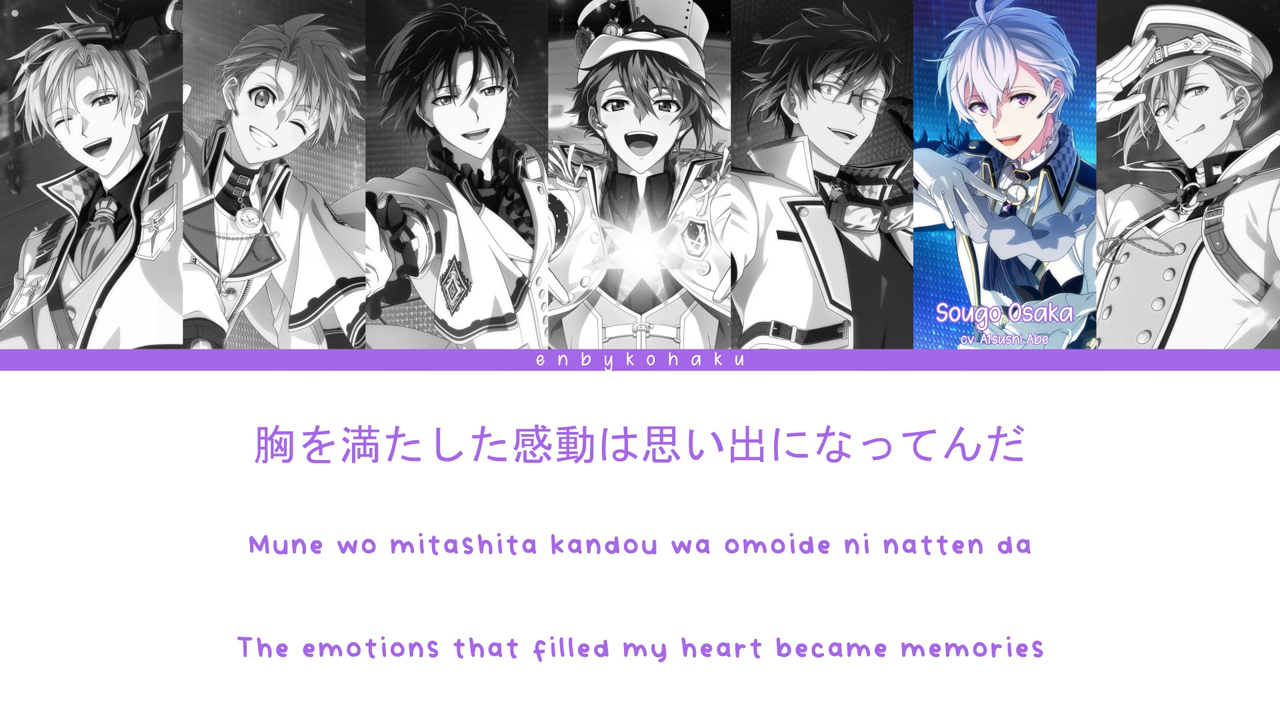 Sougo Osaka
cv. Atsushi Abe
enbykohaku
胸を満たした感動は思い出になってんだ
Mune wo mitashita kandou wa omoide ni natten da
The emotions that filled my heart became memories